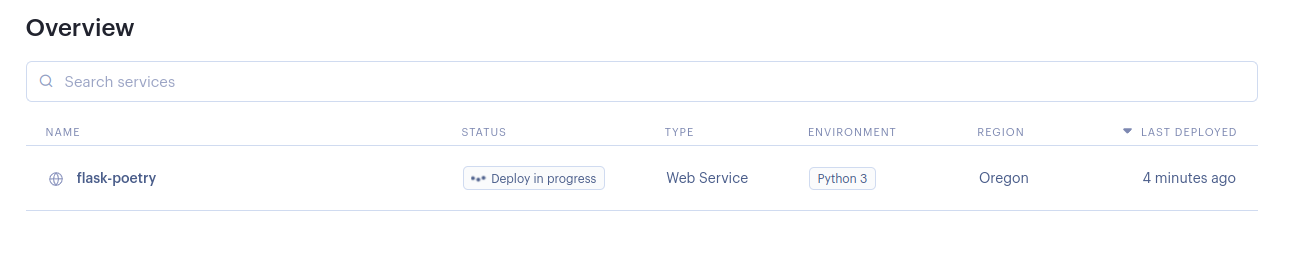 Overview
Search services
NAME STATUS TYPE ENVIRONMENT REGION LAST DEPLOYED
flask-poetry Deploy in progress Web Service Python 3 Oregon 4 minutes ago